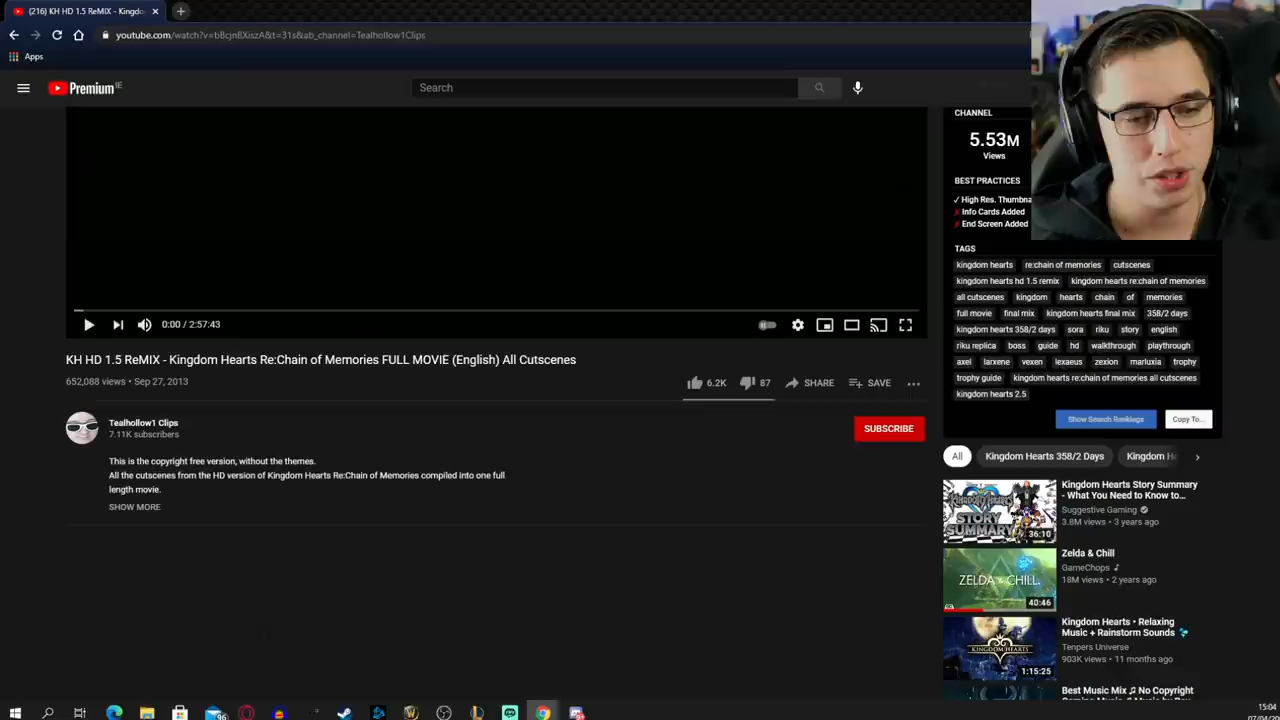 (216) KH HD 1.5 ReMIX - Kingdo
youtube.com/watch?v=bBcjnBXiszA&t=31s&ab_channel=Tealhollow1Clips
Apps
Premium IE
Search
CHANNEL
5.53M
Views
BEST PRACTICES
✓ High Res. Thumbna
✗ Info Cards Added
✗ End Screen Added
TAGS
kingdom hearts re:chain of memories cutscenes
kingdom hearts hd 1.5 remix kingdom hearts re:chain of memories
all cutscenes kingdom hearts chain of memories
full movie final mix kingdom hearts final mix 358/2 days
kingdom hearts 358/2 days sora riku story english
riku replica boss guide hd walkthrough playthrough
axel larxene vexen lexaeus zexion marluxia trophy
trophy guide kingdom hearts re:chain of memories all cutscenes
kingdom hearts 2.5
Show Search Rankings Copy To...
0:00 / 2:57:43
KH HD 1.5 ReMIX - Kingdom Hearts Re:Chain of Memories FULL MOVIE (English) All Cutscenes
652,088 views • Sep 27, 2013
6.2K 87 SHARE SAVE
Tealhollow1 Clips
7.11K subscribers
SUBSCRIBE
This is the copyright free version, without the themes.
All the cutscenes from the HD version of Kingdom Hearts Re:Chain of Memories compiled into one full
length movie.
SHOW MORE
All Kingdom Hearts 358/2 Days Kingdom He
STORY
SUMMARY
36:10
Kingdom Hearts Story Summary
- What You Need to Know to...
Suggestive Gaming
3.8M views • 3 years ago
ZELDA & CHILL
40:46
Zelda & Chill
GameChops
18M views • 2 years ago
KINGDOM HEARTS
1:15:25
Kingdom Hearts • Relaxing
Music + Rainstorm Sounds
Tenpers Universe
903K views • 11 months ago
Best Music Mix ♫ No Copyright
96
15:04